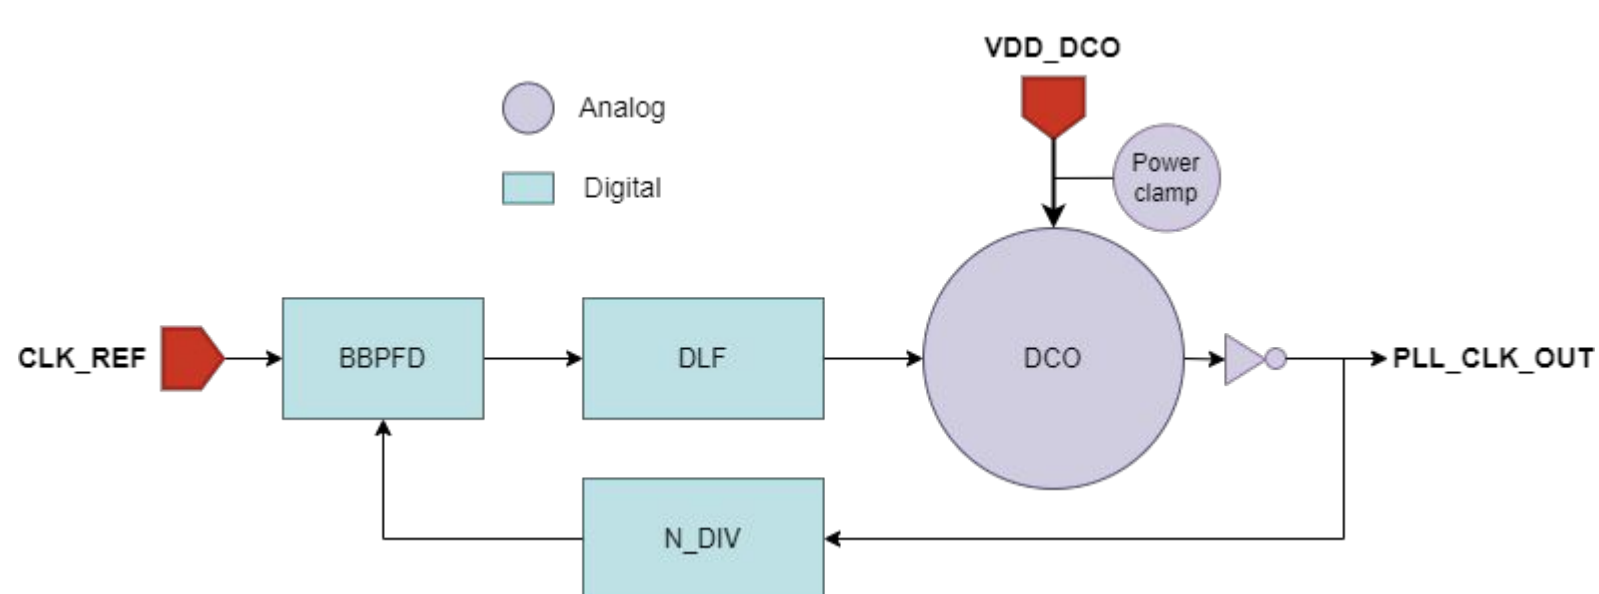 VDD_DCO
Analog
Power
clamp
Digital
CLK_REF
BBPFD
DLF
DCO
PLL_CLK_OUT
N_DIV